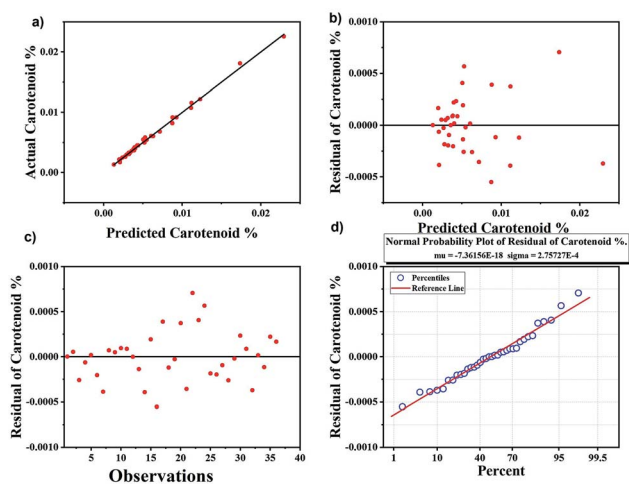 a)
Actual Carotenoid %
0.02
0.01
0.00
0.00
0.01
0.02
Predicted Carotenoid %
b)
Residual of Carotenoid %
0.0010
0.0005
0.0000
-0.0005
0.00
0.01
0.02
Predicted Carotenoid %
c)
Residual of Carotenoid %
0.0010
0.0005
0.0000
-0.0005
-0.0010
5
10
15
20
25
30
35
40
Observations
d)
Normal Probability Plot of Residual of Carotenoid %.
mu = -7.36156E-18 sigma = 2.75727E-4
Percentiles
Reference Line
Residual of Carotenoid %
0.0010
0.0005
0.0000
-0.0005
-0.0010
1
10
40
70
95
99.5
Percent